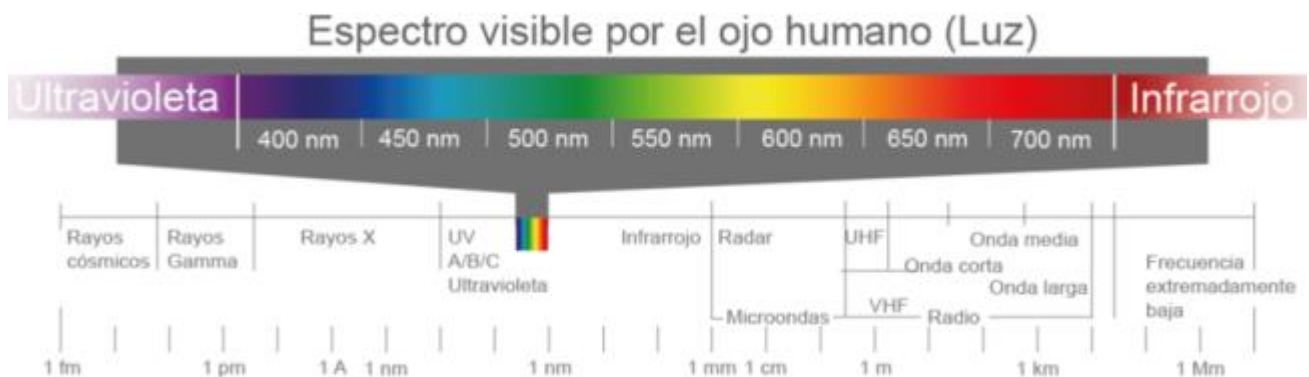 Espectro visible por el ojo humano (Luz)
Ultravioleta
Infrarrojo
400 nm 450 nm 500 nm 550 nm 600 nm 650 nm 700 nm
Rayos cósmicos
Rayos Gamma
Rayos X
UV A/B/C Ultravioleta
Infrarrojo
Radar
UHF
Onda media
Onda corta
Onda larga
Frecuencia extremadamente baja
Microondas
VHF
Radio
1 fm 1 pm 1 A 1 nm 1 nm 1 mm 1 cm 1 m 1 km 1 Mm